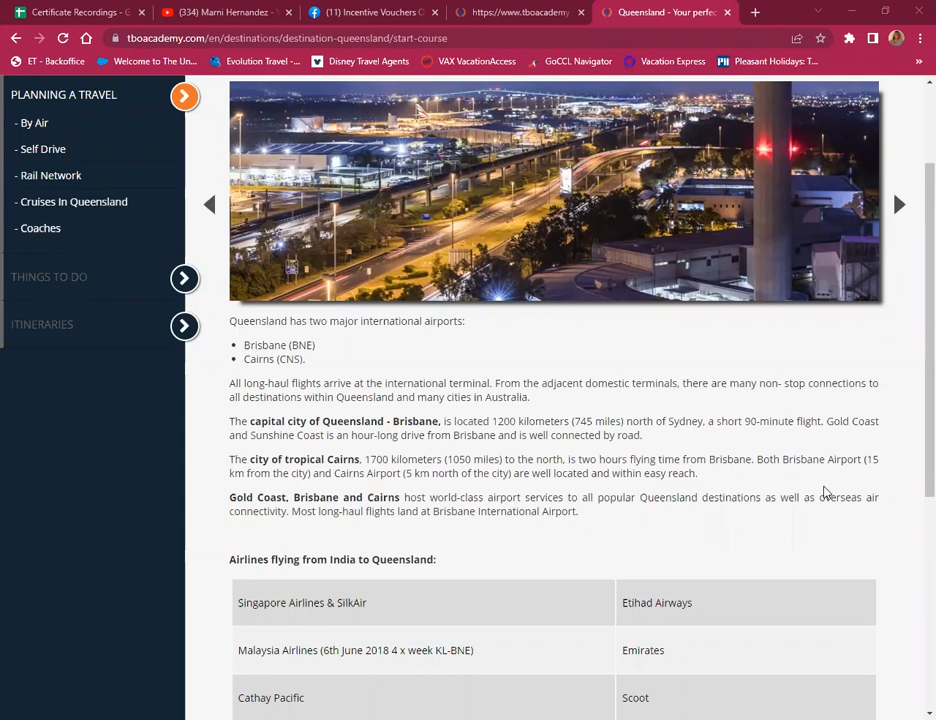 Certificate Recordings - G
(334) Marni Hernandez - S
(11) Incentive Vouchers O
https://www.tboacademy
Queensland - Your perfec
tboacademy.com/en/destinations/destination-queensland/start-course
ET - Backoffice
Welcome to The Un...
Evolution Travel -...
Disney Travel Agents
VAX VacationAccess
GoCCL Navigator
Vacation Express
Pleasant Holidays: T...
»
PLANNING A TRAVEL
- By Air
- Self Drive
- Rail Network
- Cruises In Queensland
- Coaches
THINGS TO DO
ITINERARIES
Queensland has two major international airports:
• Brisbane (BNE)
• Cairns (CNS).
All long-haul flights arrive at the international terminal. From the adjacent domestic terminals, there are many non- stop connections to
all destinations within Queensland and many cities in Australia.
The capital city of Queensland - Brisbane, is located 1200 kilometers (745 miles) north of Sydney, a short 90-minute flight. Gold Coast
and Sunshine Coast is an hour-long drive from Brisbane and is well connected by road.
The city of tropical Cairns, 1700 kilometers (1050 miles) to the north, is two hours flying time from Brisbane. Both Brisbane Airport (15
km from the city) and Cairns Airport (5 km north of the city) are well located and within easy reach.
Gold Coast, Brisbane and Cairns host world-class airport services to all popular Queensland destinations as well as overseas air
connectivity. Most long-haul flights land at Brisbane International Airport.
Airlines flying from India to Queensland:
Singapore Airlines & SilkAir
Etihad Airways
Malaysia Airlines (6th June 2018 4 x week KL-BNE)
Emirates
Cathay Pacific
Scoot